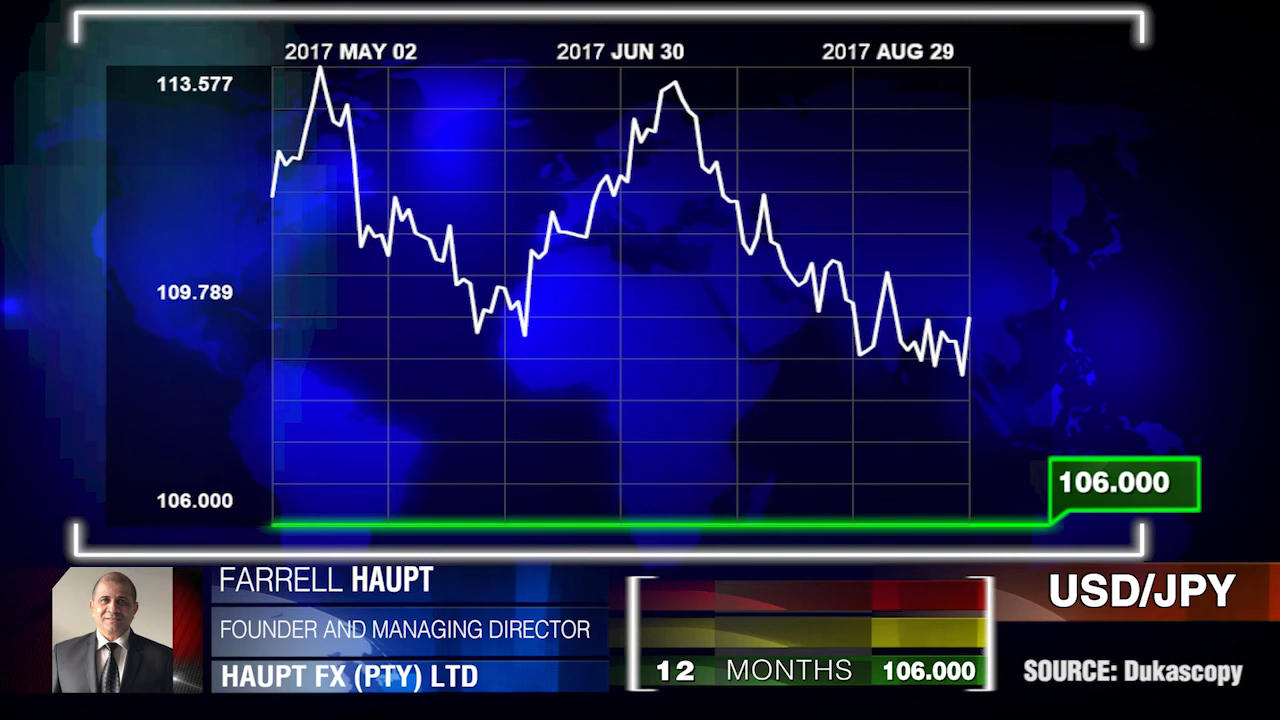 2017 MAY 02 2017 JUN 30 2017 AUG 29
113.577
109.789
106.000
106.000
FARRELL HAUPT
FOUNDER AND MANAGING DIRECTOR
HAUPT FX (PTY) LTD
12 MONTHS 106.000
USD/JPY
SOURCE: Dukascopy